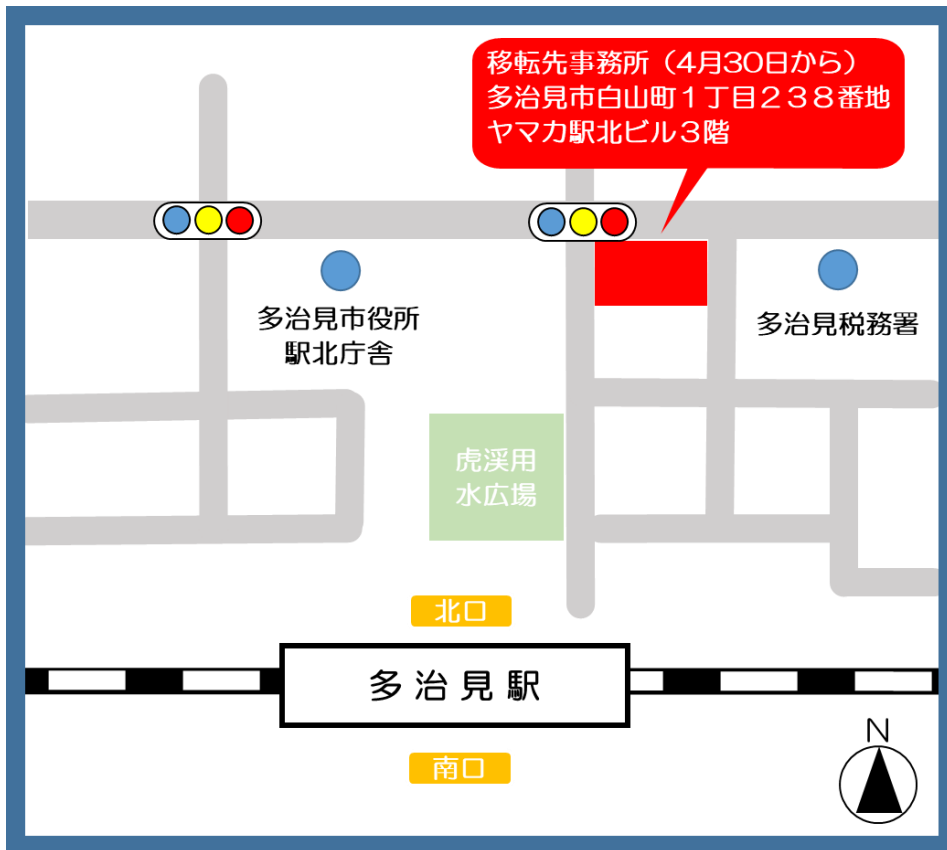 移転先事務所（4月30日から）
多治見市白山町１丁目２３８番地
ヤマカ駅北ビル３階
多治見市役所
駅北庁舎
多治見税務署
虎渓用
水広場
北口
多治見駅
南口
N